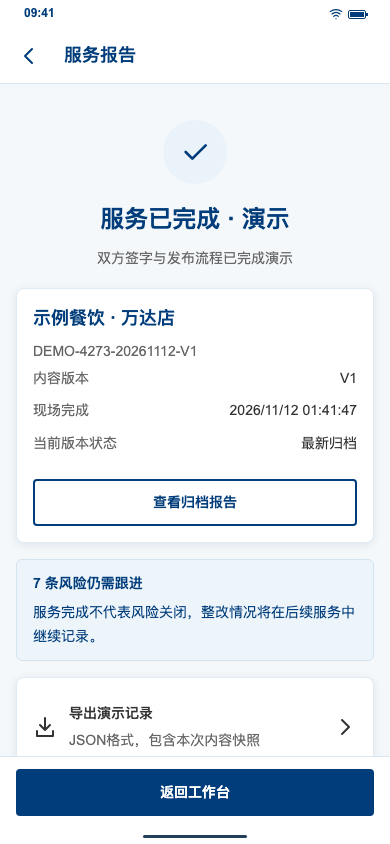 09:41
服务报告
服务已完成 · 演示
双方签字与发布流程已完成演示
示例餐饮 · 万达店
DEMO-4273-20261112-V1
内容版本 V1
现场完成 2026/11/12 01:41:47
当前版本状态 最新归档
查看归档报告
7 条风险仍需跟进
服务完成不代表风险关闭，整改情况将在后续服务中
继续记录。
导出演示记录
JSON格式，包含本次内容快照
返回工作台